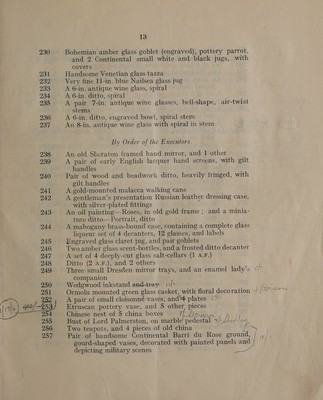 13
230 Bohemian amber glass goblet (engraved), pottery parrot,
and 2 Continental small white and black jugs, with
covers
231 Handsome Venetian glass tazza
232 Very fine 11-in. blue Nailsea glass jug
233 A 6-in. antique wine glass, spiral
234 A 6-in. ditto, spiral
235 A pair 7-in. antique wine glasses, bell-shape, air-twist
stems
236 A 6-in. ditto, engraved bowl, spiral stem
237 An 8-in. antique wine glass with spiral in stem
By Order of the Executors
238 An old Sheraton framed hand mirror, and 1 other
239 A pair of early English lacquer hand screens, with gilt
handles
240 Pair of wood and beadwork ditto, heavily fringed, with
gilt handles
241 A gold-mounted malacca walking cane
242 A gentleman's presentation Russian leather dressing case,
with silver-plated fittings
243 An oil painting—Roses, in old gold frame ; and a minia-
ture ditto—Portrait, ditto
244 A mahogany brass-bound case, containing a complete glass
liqueur set of 4 decanters, 12 glasses, and labels
245 Engraved glass claret jug, and pair goblets
246 Two amber glass scent-bottles, and a frosted ditto decanter
247 A set of 4 deeply-cut glass salt-cellars (1 A.F.)
248 Ditto (2 A.F.), and 2 others
249 Three small Dresden mirror trays, and an enamel lady's
companion
250 Wedgwood inkstand and tray
251 Ormolu mounted green glass casket, with floral decoration
252 A pair of small cloisonné vases, and 4 plates
253 Etruscan pottery vase, and 5 other pieces
254 Chinese nest of 5 china boxes
255 Bust of Lord Palmerston, on marble pedestal
256 Two teapots, and 4 pieces of old china
257 Pair of handsome Continental Barri du Rose ground,
gourd-shaped vases, decorated with painted panels and
depicting military scenes